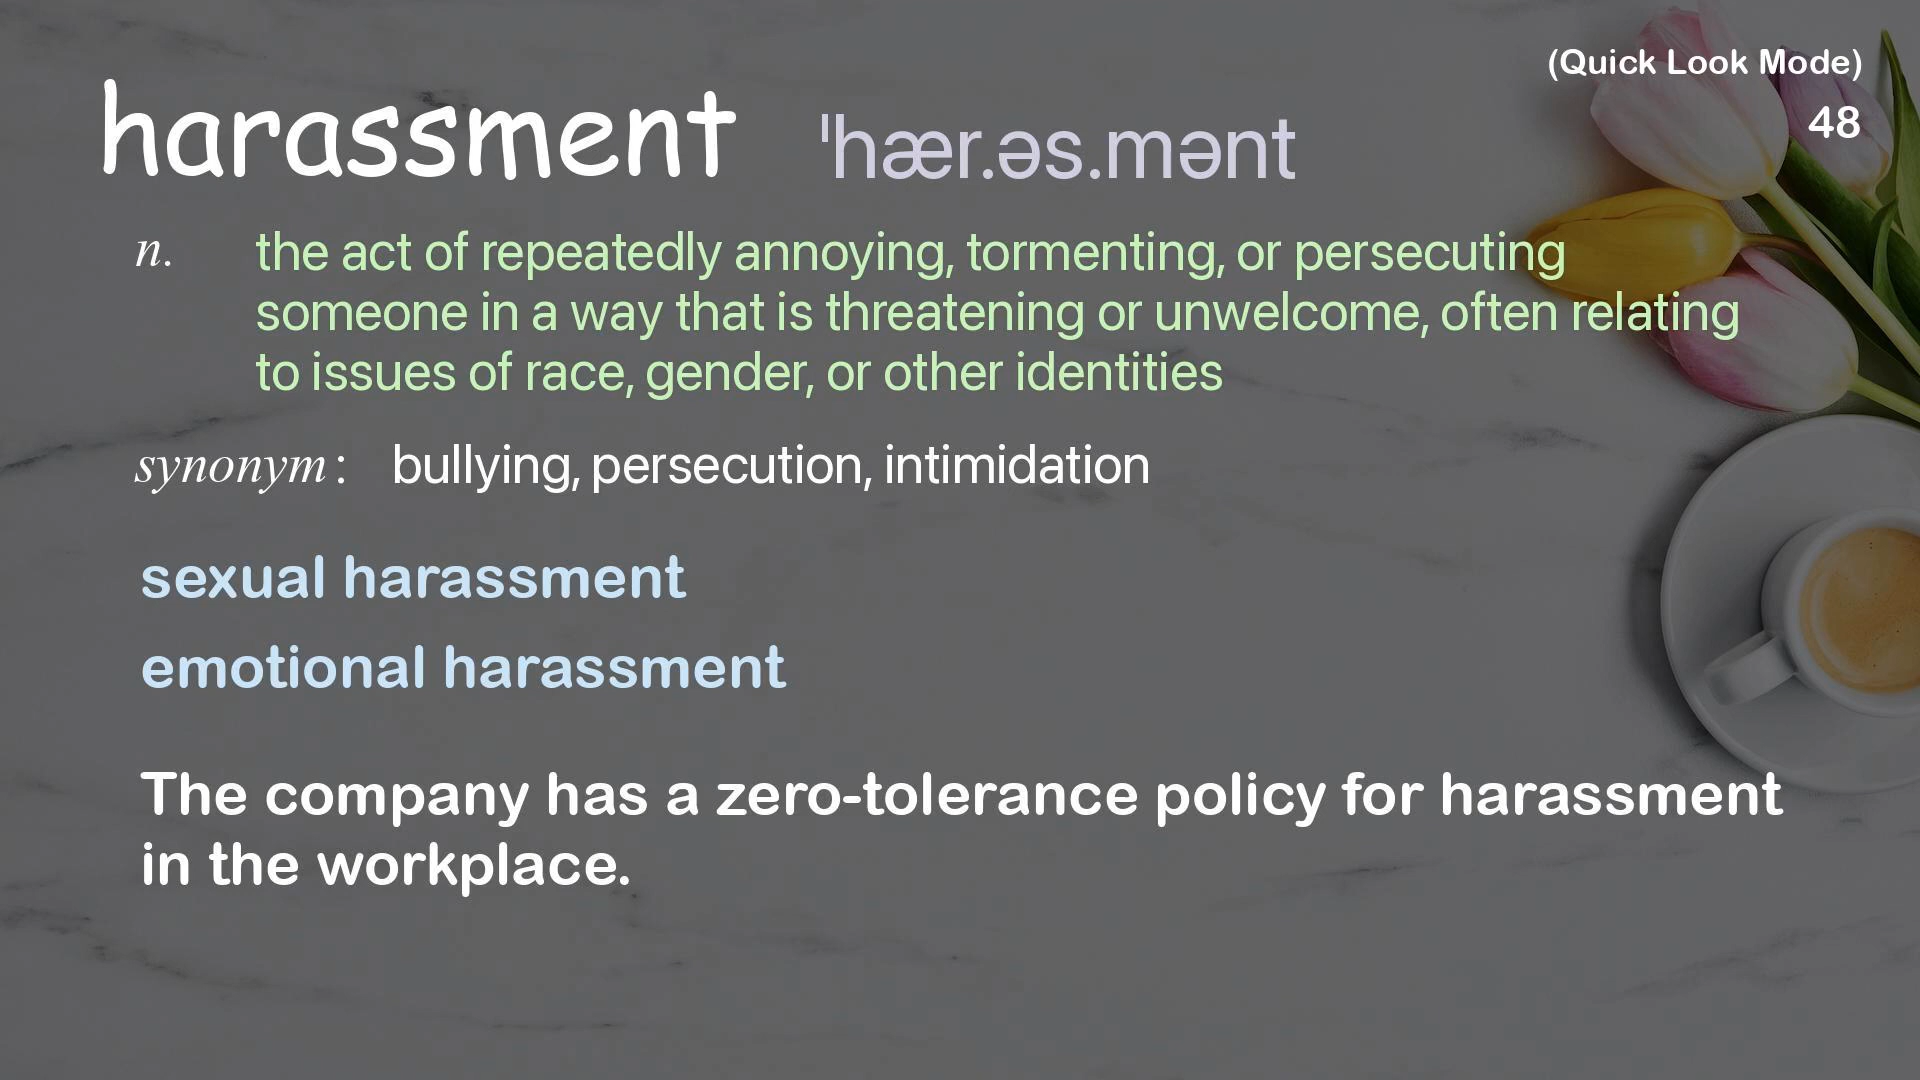 (Quick Look Mode)
harassment ˈhær.əs.mənt
48
n. the act of repeatedly annoying, tormenting, or persecuting
someone in a way that is threatening or unwelcome, often relating
to issues of race, gender, or other identities
synonym: bullying, persecution, intimidation
sexual harassment
emotional harassment
The company has a zero-tolerance policy for harassment
in the workplace.